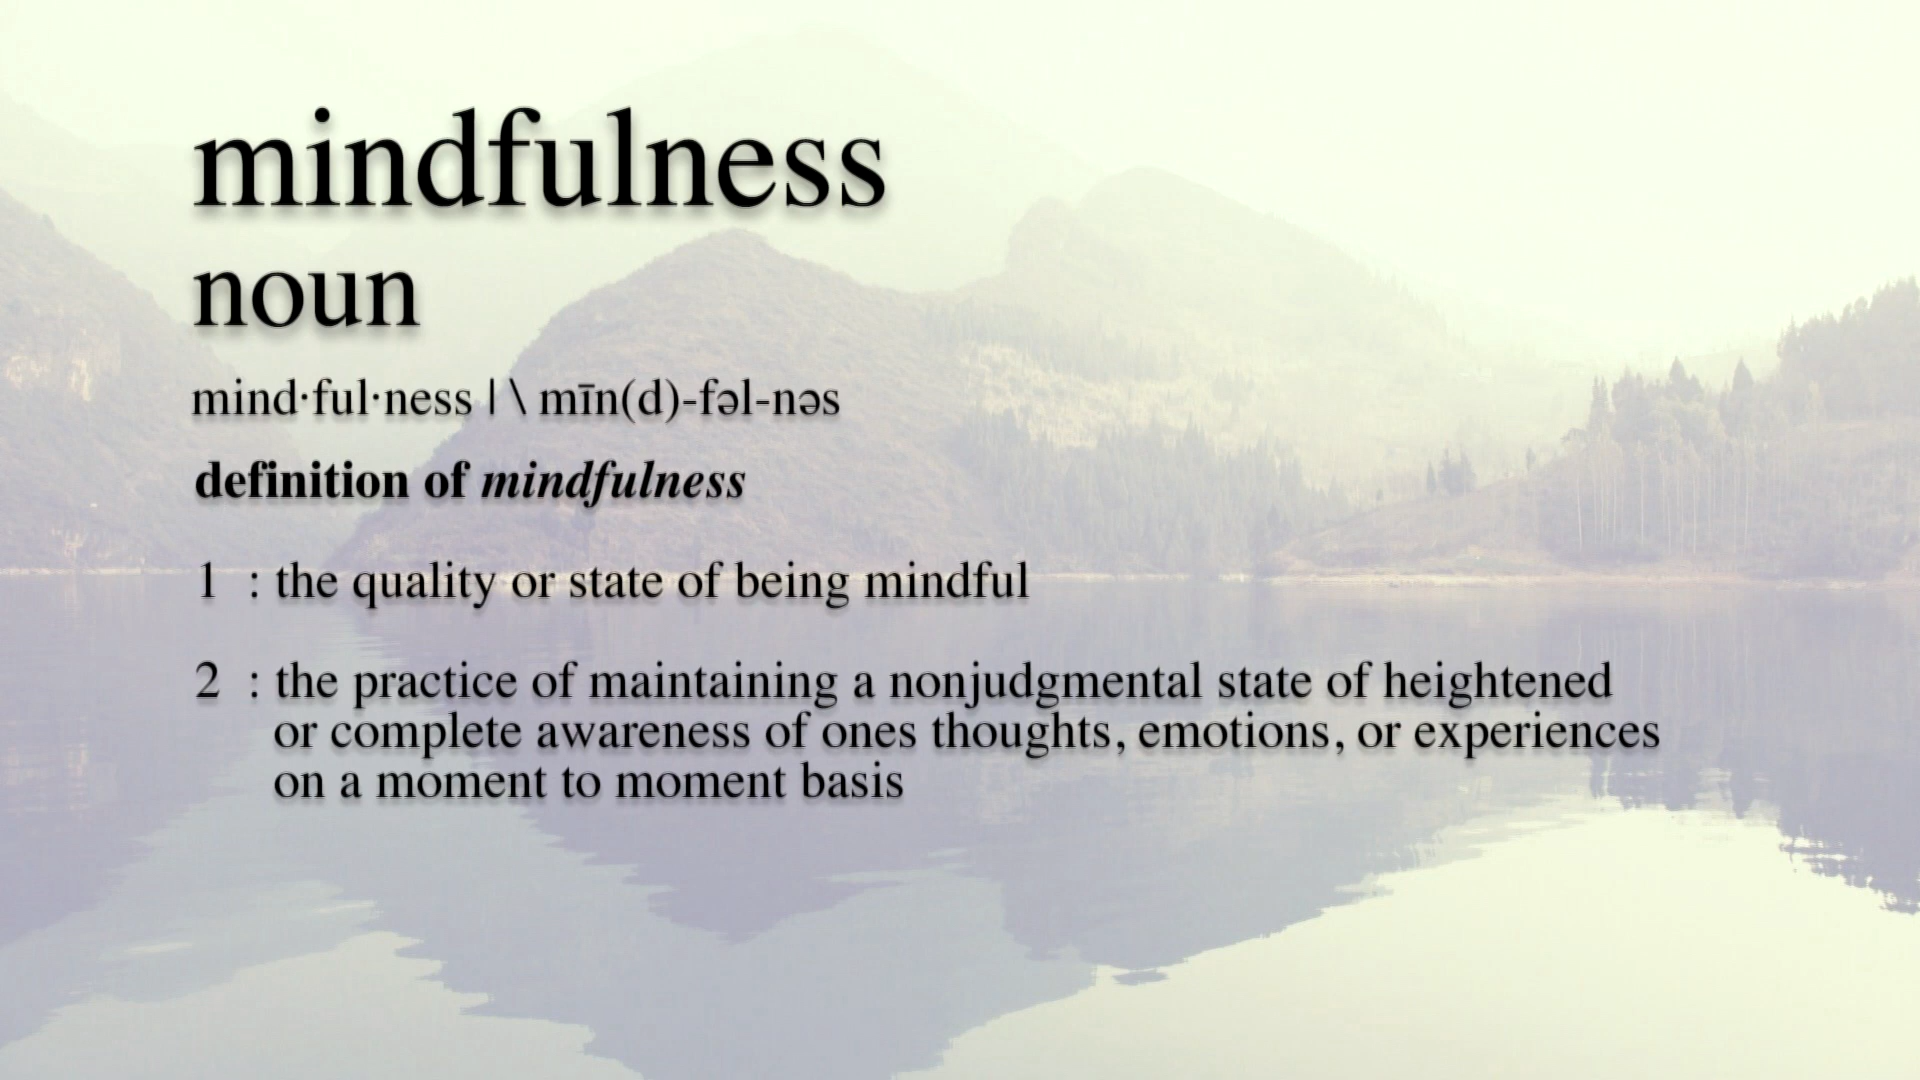 mindfulness
noun
mind·ful·ness | \ mīn(d)-fəl-nəs
definition of mindfulness
1 : the quality or state of being mindful
2 : the practice of maintaining a nonjudgmental state of heightened
or complete awareness of ones thoughts, emotions, or experiences
on a moment to moment basis